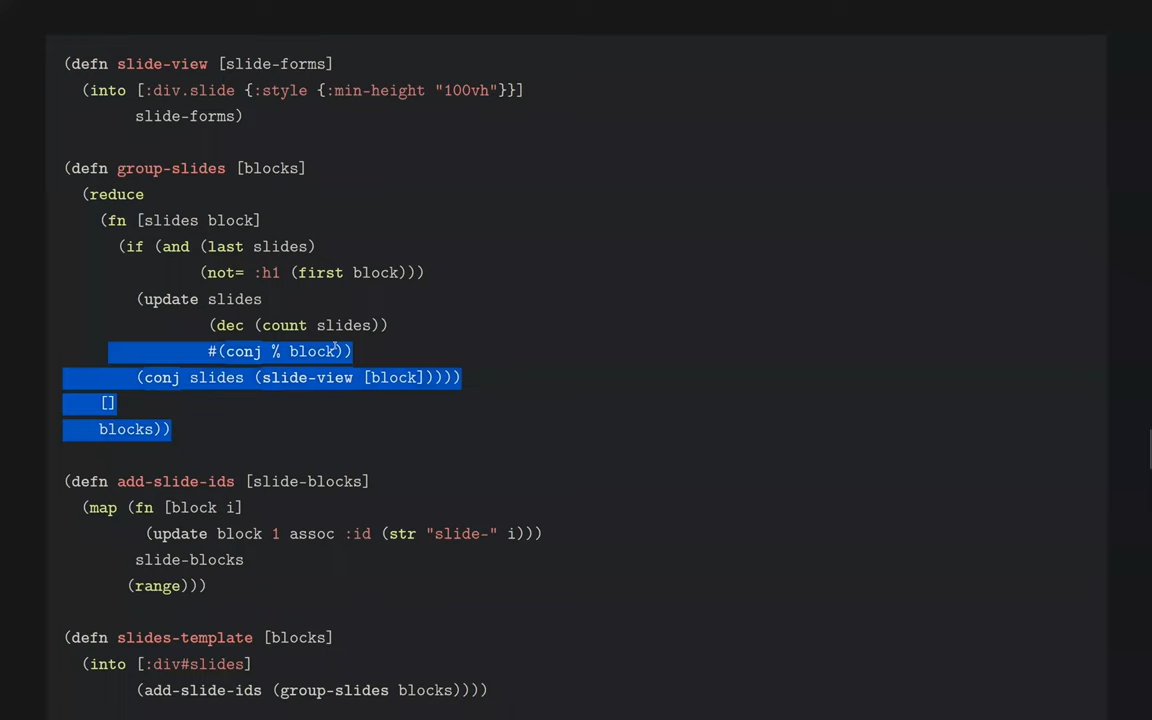 (defn slide-view [slide-forms]
(into [:div.slide {:style {:min-height "100vh"}}]
slide-forms)
(defn group-slides [blocks]
(reduce
(fn [slides block]
(if (and (last slides)
(not= :h1 (first block)))
(update slides
(dec (count slides))
#(conj % block))
(conj slides (slide-view [block]))))
[]
blocks))
(defn add-slide-ids [slide-blocks]
(map (fn [block i]
(update block 1 assoc :id (str "slide-" i)))
slide-blocks
(range)))
(defn slides-template [blocks]
(into [:div#slides]
(add-slide-ids (group-slides blocks))))